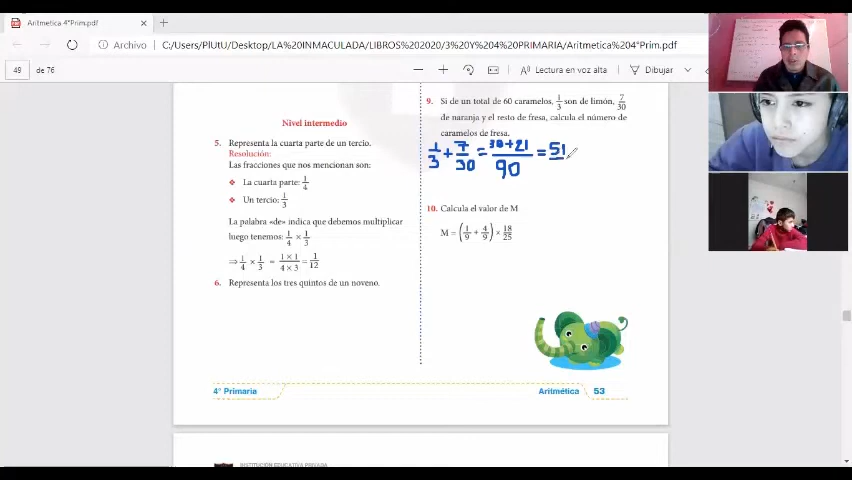 Aritmetica 4°Prim.pdf
Archivo
C:/Users/PlUtU/Desktop/LA%20INMACULADA/LIBROS%202020/3%20Y%204%20PRIMARIA/Aritmetica%204°Prim.pdf
49 de 76
Lectura en voz alta
Dibujar
Nivel intermedio
5. Representa la cuarta parte de un tercio.
Resolución:
Las fracciones que nos mencionan son:
La cuarta parte: 1/4
Un tercio: 1/3
La palabra «de» indica que debemos multiplicar
luego tenemos: 1/4 × 1/3
⇒ 1/4 × 1/3 = 1×1/4×3 = 1/12
6. Representa los tres quintos de un noveno.
9. Si de un total de 60 caramelos, 1/3 son de limón, 7/30
de naranja y el resto de fresa, calcula el número de
caramelos de fresa.
1/3 + 7/30 = 30+21/90 = 51
10. Calcula el valor de M
M = (1/9 + 4/9) × 18/25
4° Primaria
Aritmética 53
INSTITUCIÓN EDUCATIVA PRIVADA